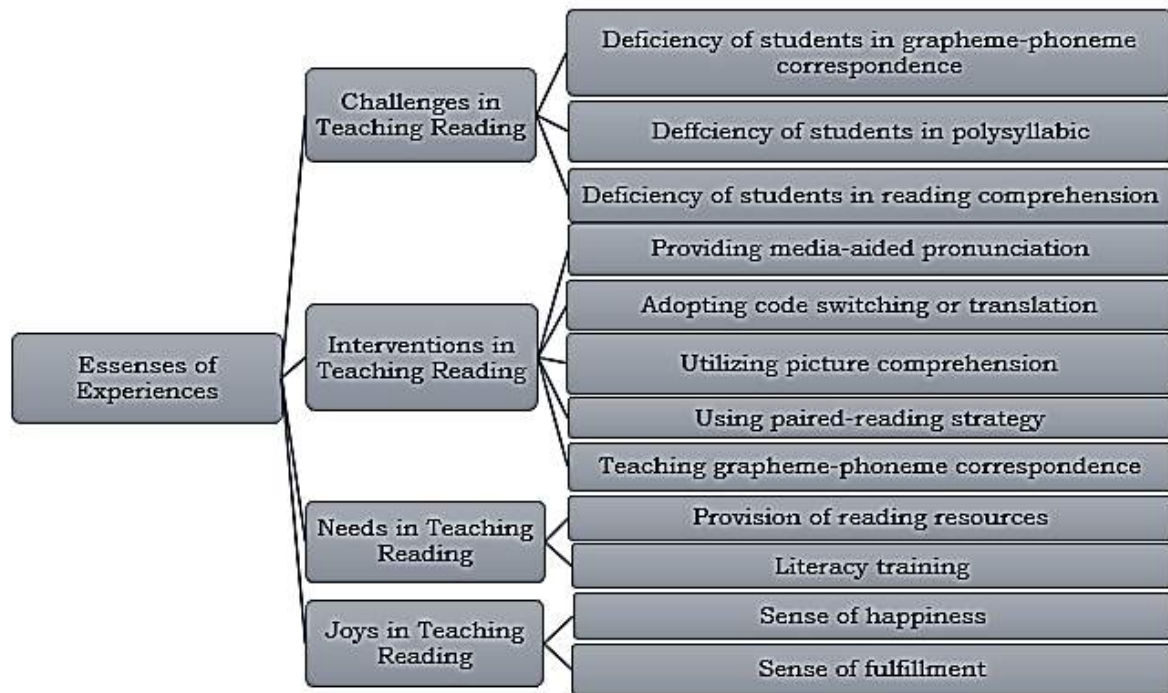 Essenses of
Experiences
Challenges in
Teaching Reading
Deficiency of students in grapheme-phoneme
correspondence
Deffciency of students in polysyllabic
Deficiency of students in reading comprehension
Interventions in
Teaching Reading
Providing media-aided pronunciation
Adopting code switching or translation
Utilizing picture comprehension
Using paired-reading strategy
Teaching grapheme-phoneme correspondence
Needs in Teaching
Reading
Provision of reading resources
Literacy training
Joys in Teaching
Reading
Sense of happiness
Sense of fulfillment